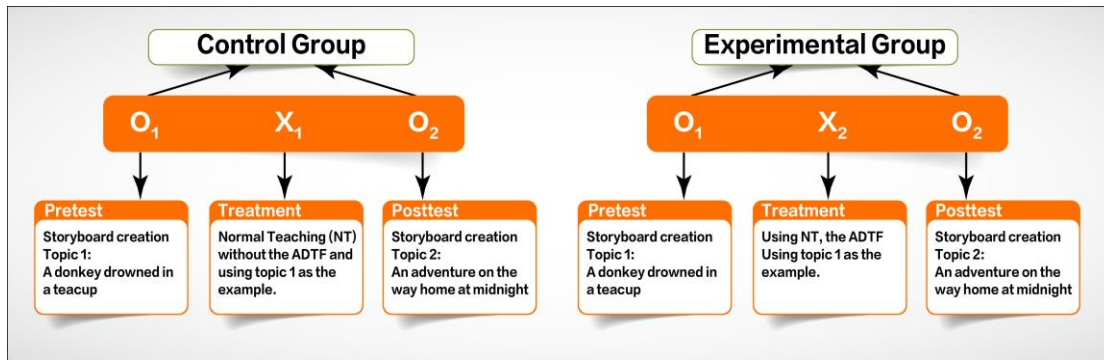 Control Group
O₁ X₁ O₂
Pretest
Storyboard creation
Topic 1:
A donkey drowned in
a teacup
Treatment
Normal Teaching (NT)
without the ADTF and
using topic 1 as the
example.
Posttest
Storyboard creation
Topic 2:
An adventure on the
way home at midnight
Experimental Group
O₁ X₂ O₂
Pretest
Storyboard creation
Topic 1:
A donkey drowned in
a teacup
Treatment
Using NT, the ADTF
Using topic 1 as the
example.
Posttest
Storyboard creation
Topic 2:
An adventure on the
way home at midnight